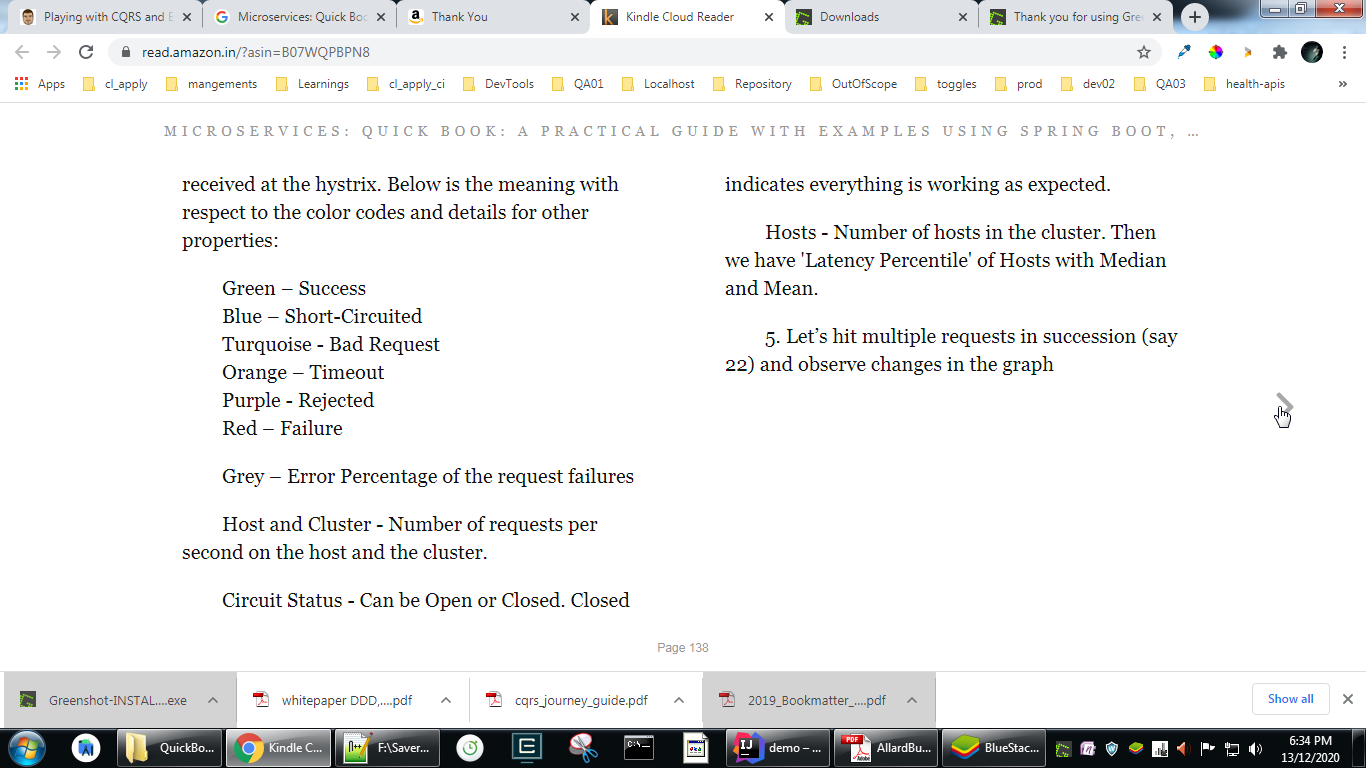 Playing with CQRS and E
Microservices: Quick Boo
Thank You
Kindle Cloud Reader
Downloads
Thank you for using Gre
read.amazon.in/?asin=B07WQPBPN8
Apps
cl_apply
mangements
Learnings
cl_apply_ci
DevTools
QA01
Localhost
Repository
OutOfScope
toggles
prod
dev02
QA03
health-apis
»
MICROSERVICES: QUICK BOOK: A PRACTICAL GUIDE WITH EXAMPLES USING SPRING BOOT, …
received at the hystrix. Below is the meaning with
respect to the color codes and details for other
properties:
Green – Success
Blue – Short-Circuited
Turquoise - Bad Request
Orange – Timeout
Purple - Rejected
Red – Failure
Grey – Error Percentage of the request failures
Host and Cluster - Number of requests per
second on the host and the cluster.
Circuit Status - Can be Open or Closed. Closed
indicates everything is working as expected.
Hosts - Number of hosts in the cluster. Then
we have 'Latency Percentile' of Hosts with Median
and Mean.
5. Let’s hit multiple requests in succession (say
22) and observe changes in the graph
Page 138
Greenshot-INSTAL....exe
whitepaper DDD,....pdf
cqrs_journey_guide.pdf
2019_Bookmatter_....pdf
Show all
QuickBo...
Kindle C...
F:\Saver...
demo – ...
AllardBu...
BlueStac...
6:34 PM
13/12/2020